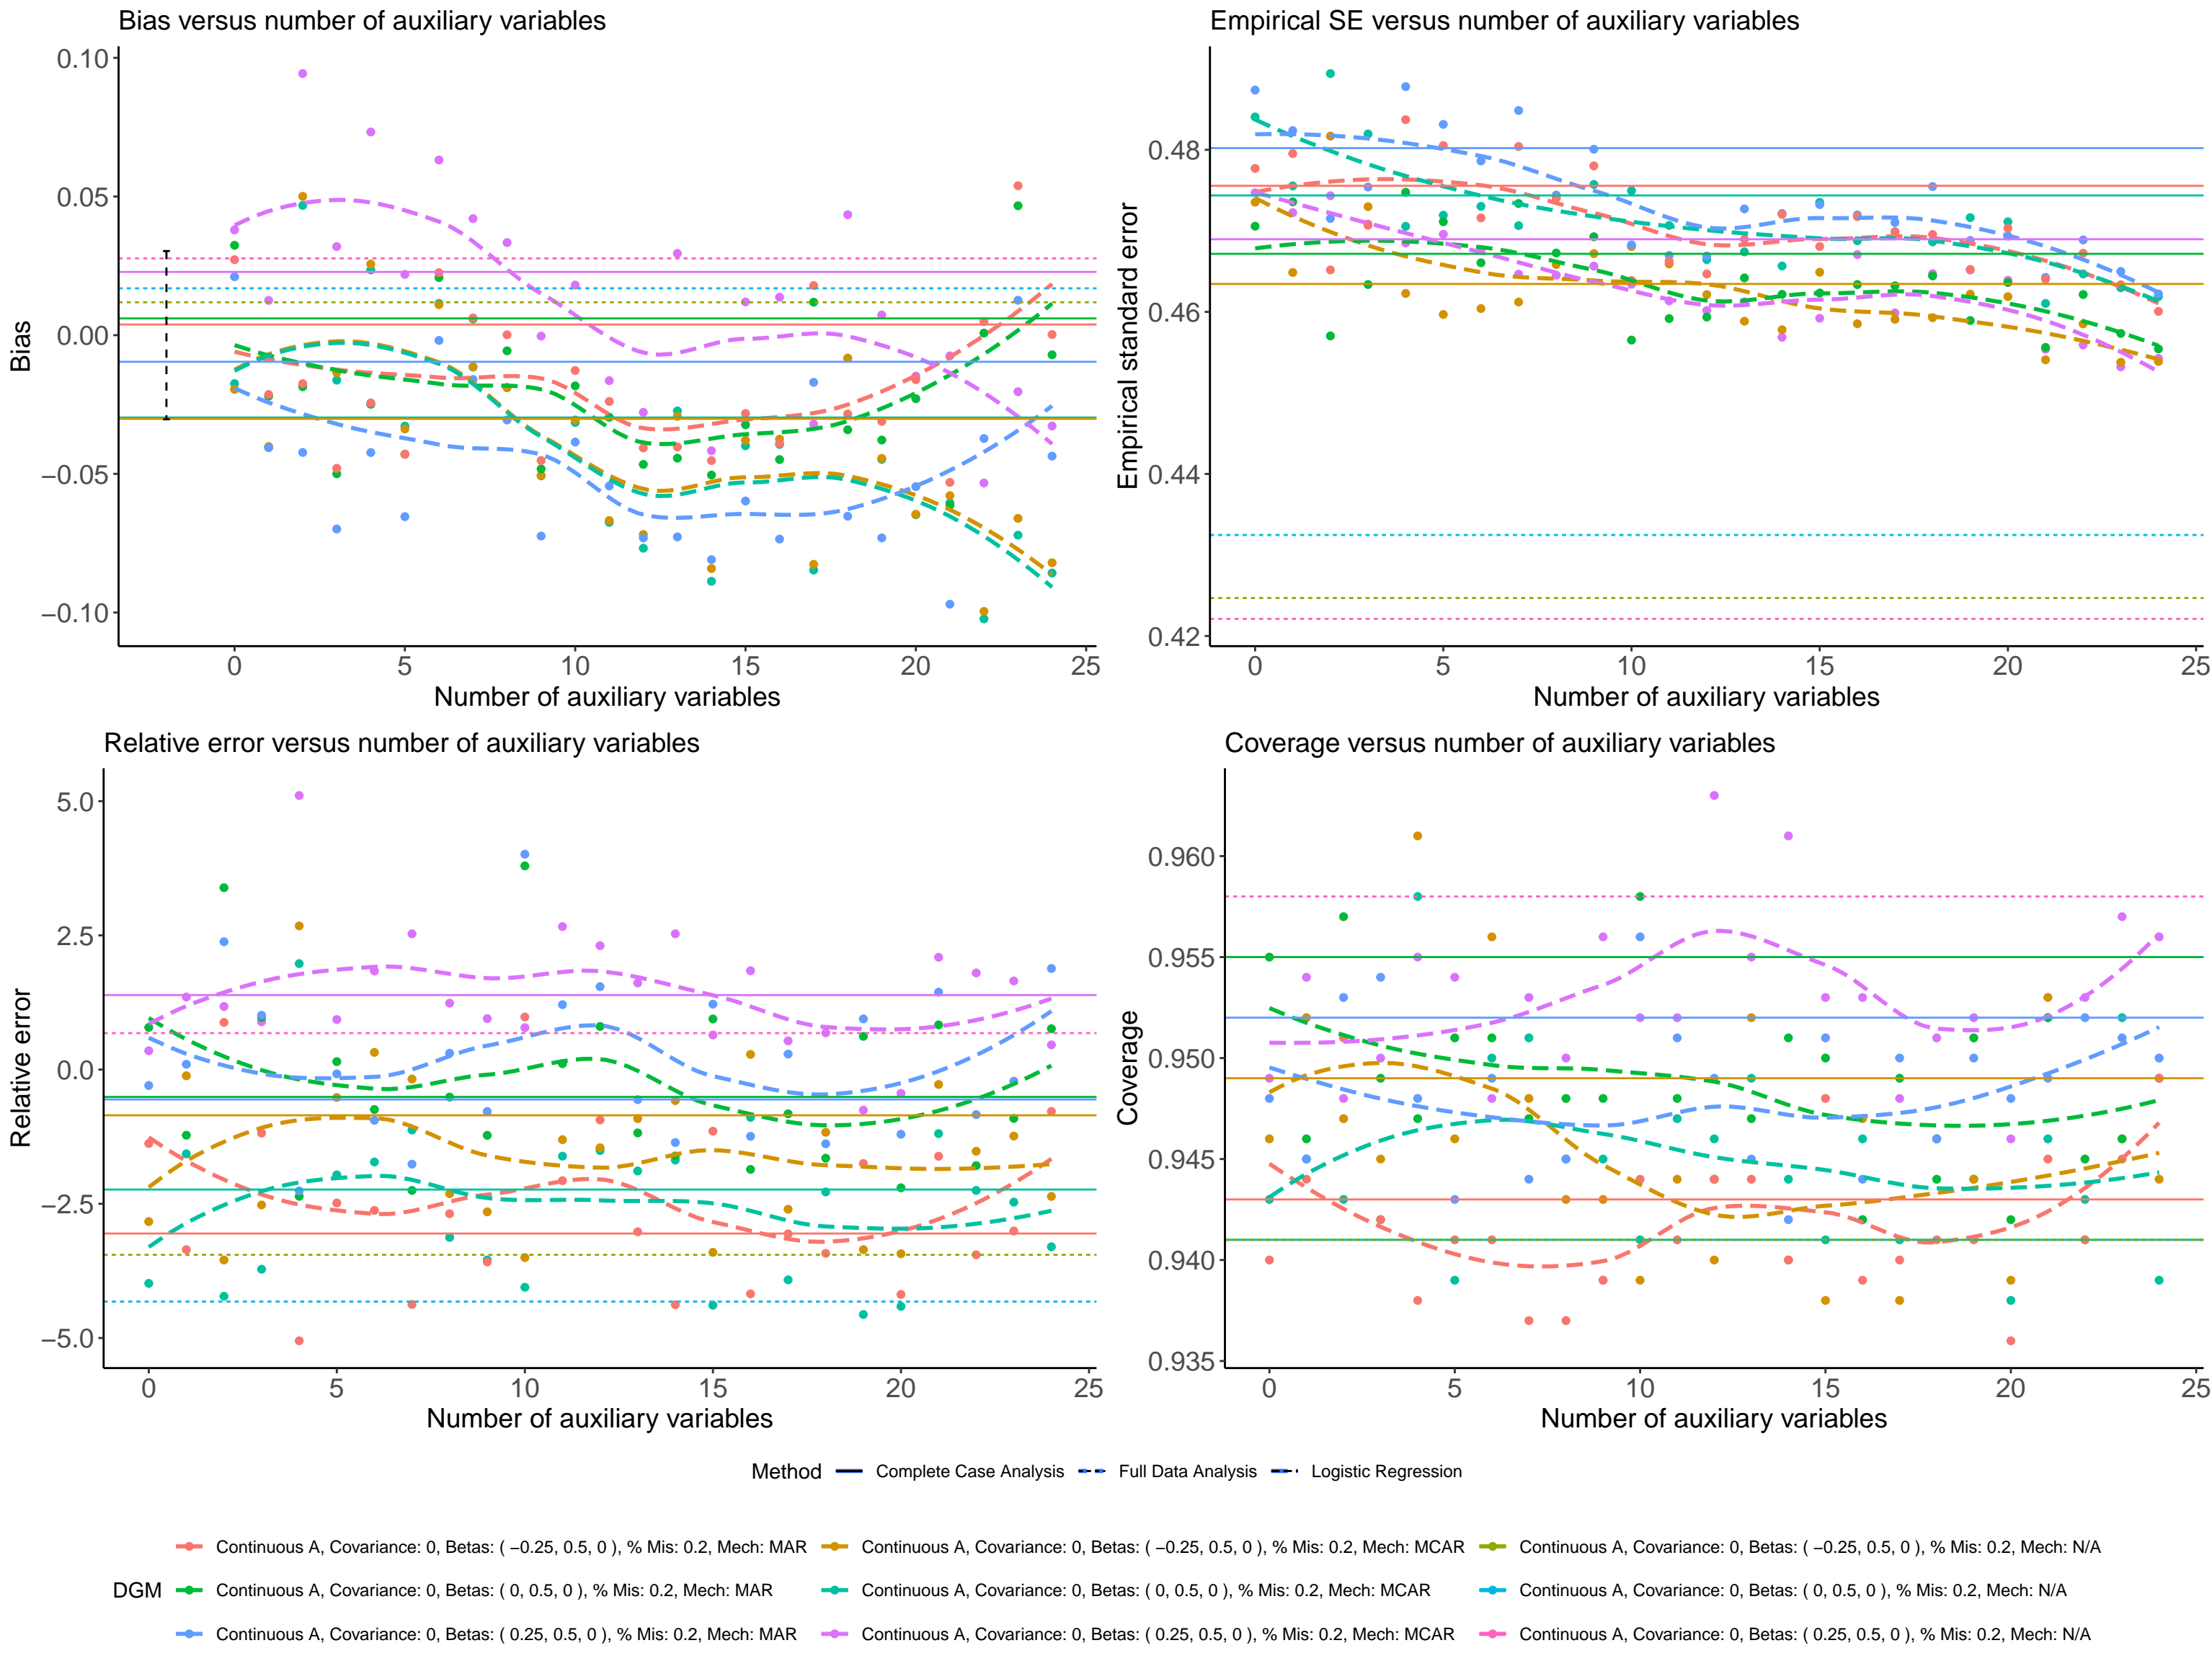 Bias versus number of auxiliary variables
Empirical SE versus number of auxiliary variables
0.10
0.05
0.00
−0.05
−0.10
Bias
0 5 10 15 20 25
Number of auxiliary variables
0.48
0.46
0.44
0.42
Empirical standard error
0 5 10 15 20 25
Number of auxiliary variables
Relative error versus number of auxiliary variables
Coverage versus number of auxiliary variables
5.0
2.5
0.0
−2.5
−5.0
Relative error
0 5 10 15 20 25
Number of auxiliary variables
0.960
0.955
0.950
0.945
0.940
0.935
Coverage
0 5 10 15 20 25
Number of auxiliary variables
Method Complete Case Analysis Full Data Analysis Logistic Regression
Continuous A, Covariance: 0, Betas: ( −0.25, 0.5, 0 ), % Mis: 0.2, Mech: MAR Continuous A, Covariance: 0, Betas: ( −0.25, 0.5, 0 ), % Mis: 0.2, Mech: MCAR Continuous A, Covariance: 0, Betas: ( −0.25, 0.5, 0 ), % Mis: 0.2, Mech: N/A
DGM Continuous A, Covariance: 0, Betas: ( 0, 0.5, 0 ), % Mis: 0.2, Mech: MAR Continuous A, Covariance: 0, Betas: ( 0, 0.5, 0 ), % Mis: 0.2, Mech: MCAR Continuous A, Covariance: 0, Betas: ( 0, 0.5, 0 ), % Mis: 0.2, Mech: N/A
Continuous A, Covariance: 0, Betas: ( 0.25, 0.5, 0 ), % Mis: 0.2, Mech: MAR Continuous A, Covariance: 0, Betas: ( 0.25, 0.5, 0 ), % Mis: 0.2, Mech: MCAR Continuous A, Covariance: 0, Betas: ( 0.25, 0.5, 0 ), % Mis: 0.2, Mech: N/A